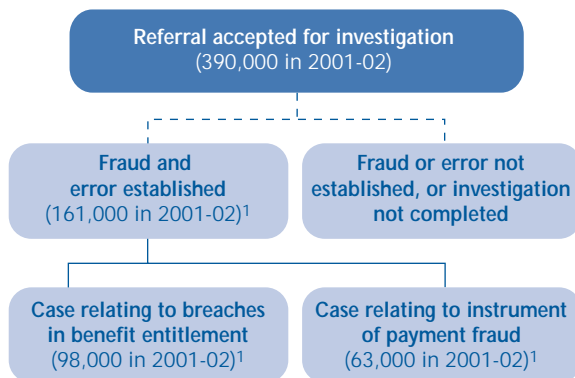 Referral accepted for investigation
(390,000 in 2001-02)
Fraud and
error established
(161,000 in 2001-02)1
Fraud or error not
established, or investigation
not completed
Case relating to breaches
in benefit entitlement
(98,000 in 2001-02)1
Case relating to instrument
of payment fraud
(63,000 in 2001-02)1